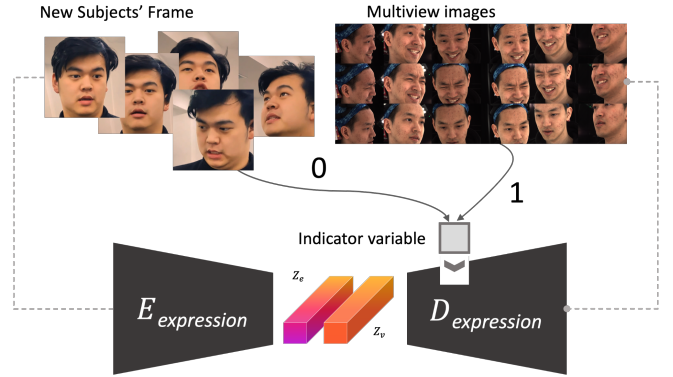 New Subjects' Frame
Multiview images
0
1
Indicator variable
Z_e
Z_v
E_expression
D_expression